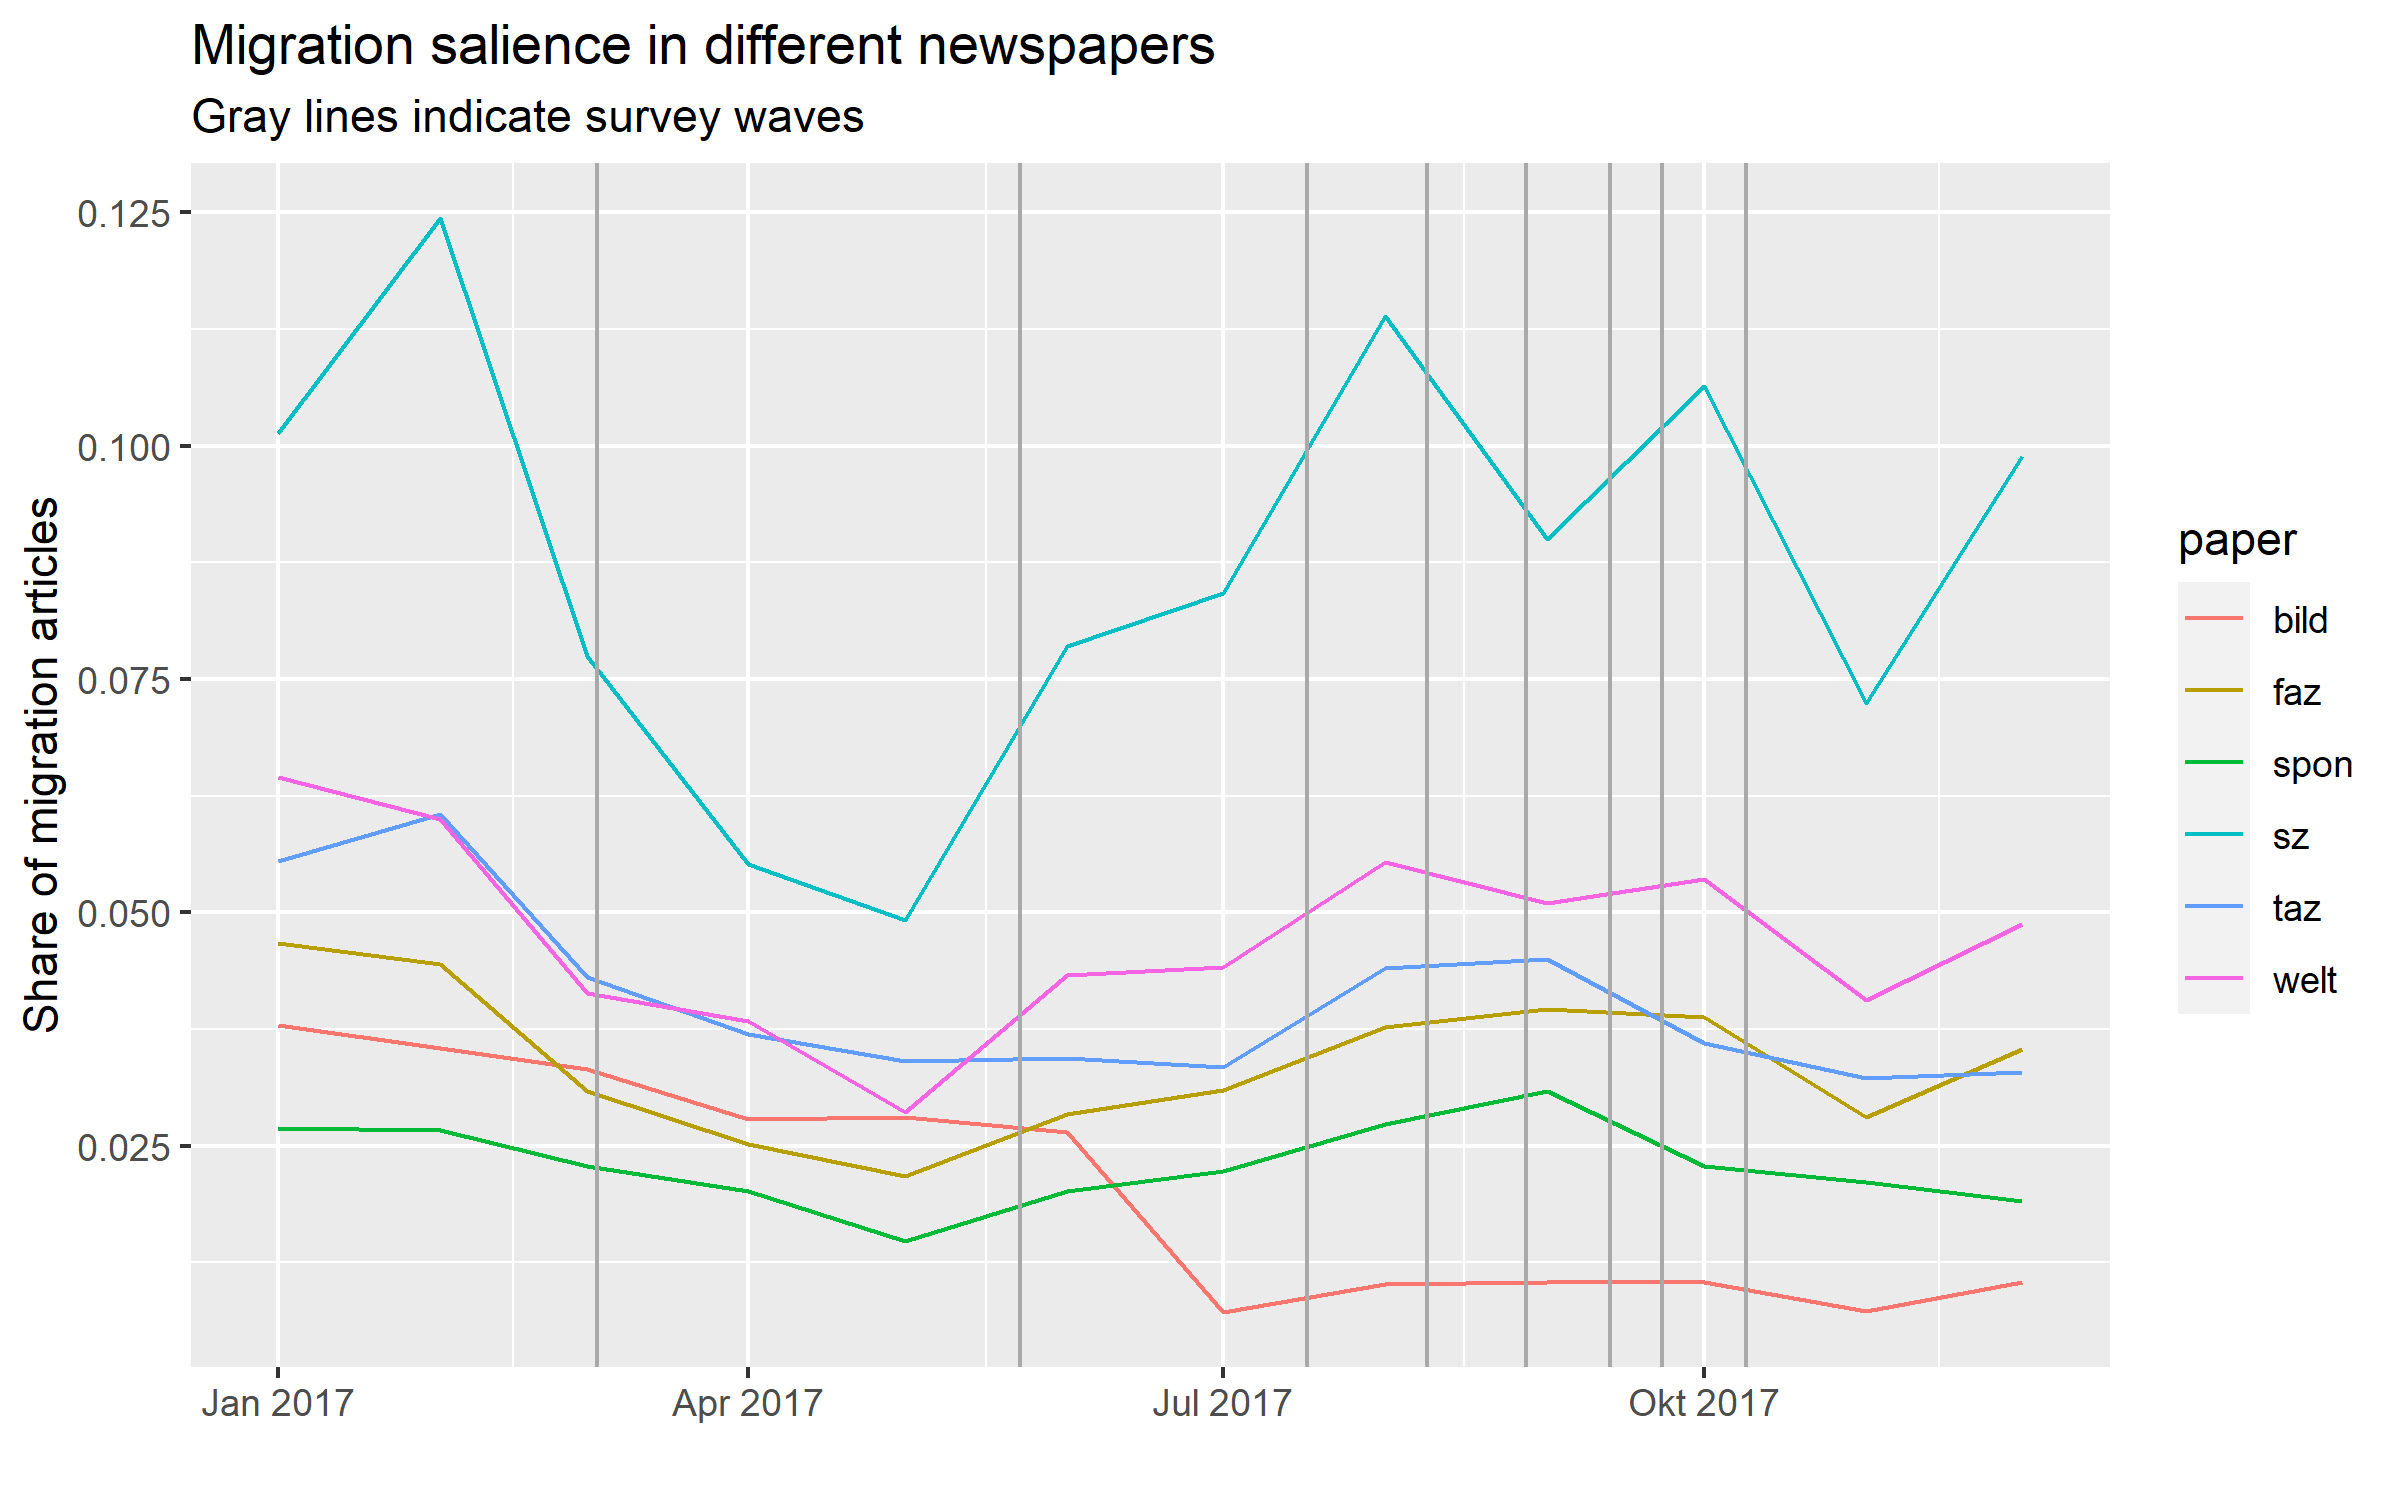 Migration salience in different newspapers
Gray lines indicate survey waves
Share of migration articles
0.125
0.100
0.075
0.050
0.025
Jan 2017
Apr 2017
Jul 2017
Okt 2017
paper
bild
faz
spon
sz
taz
welt